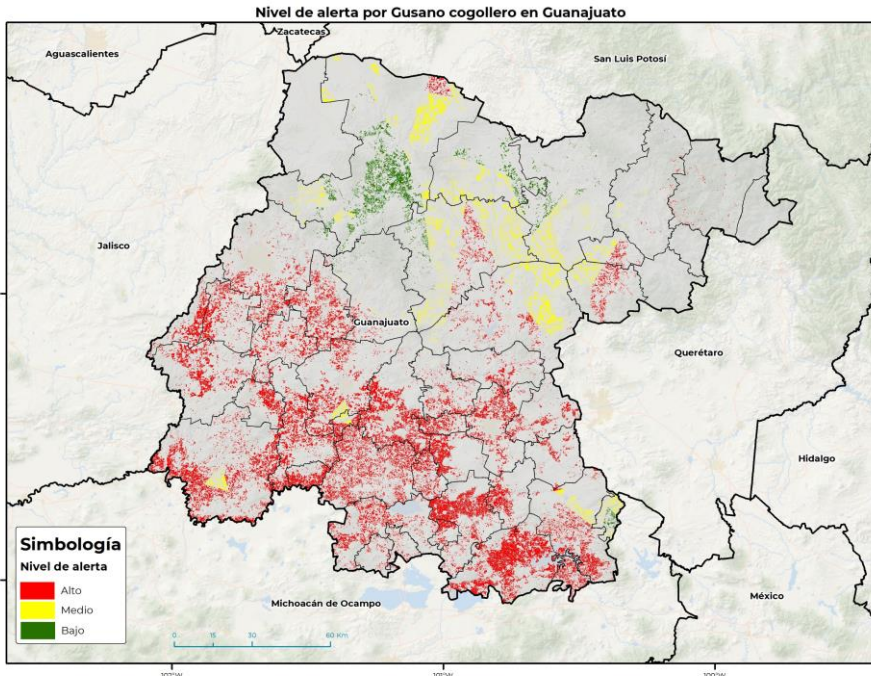 Nivel de alerta por Gusano cogollero en Guanajuato
Zacatecas
Aguascalientes
San Luis Potosí
Jalisco
Guanajuato
Querétaro
Hidalgo
Simbología
Nivel de alerta
Alto
Medio
Bajo
Michoacán de Ocampo
México
0 15 30 60 Km
101°W